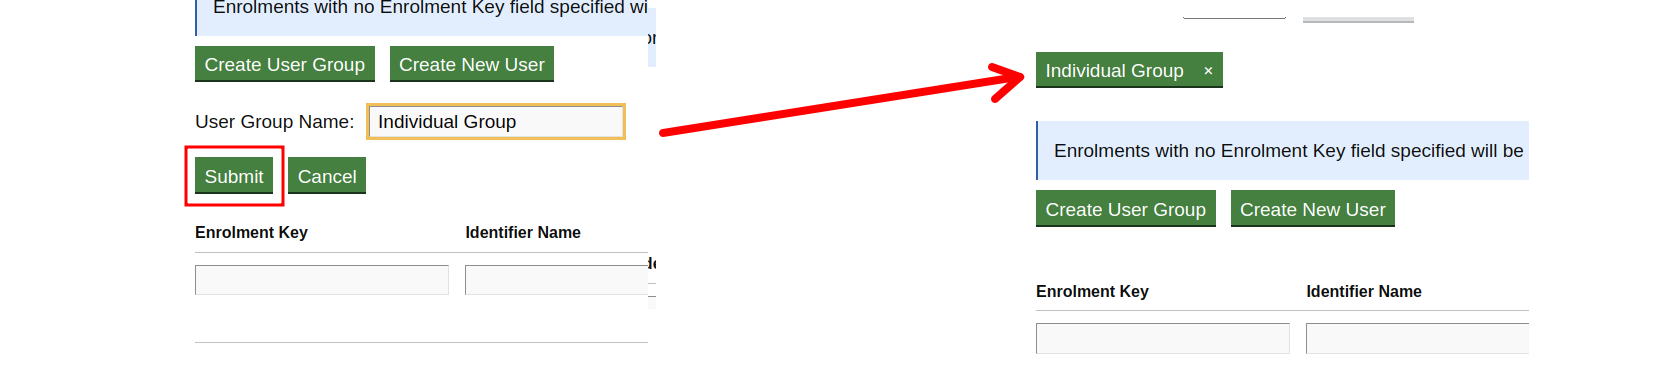 Enrolments with no Enrolment Key field specified wi
Create User Group
Create New User
User Group Name:
Individual Group
Submit
Cancel
Enrolment Key
Identifier Name
Individual Group ×
Enrolments with no Enrolment Key field specified will be
Create User Group
Create New User
Enrolment Key
Identifier Name